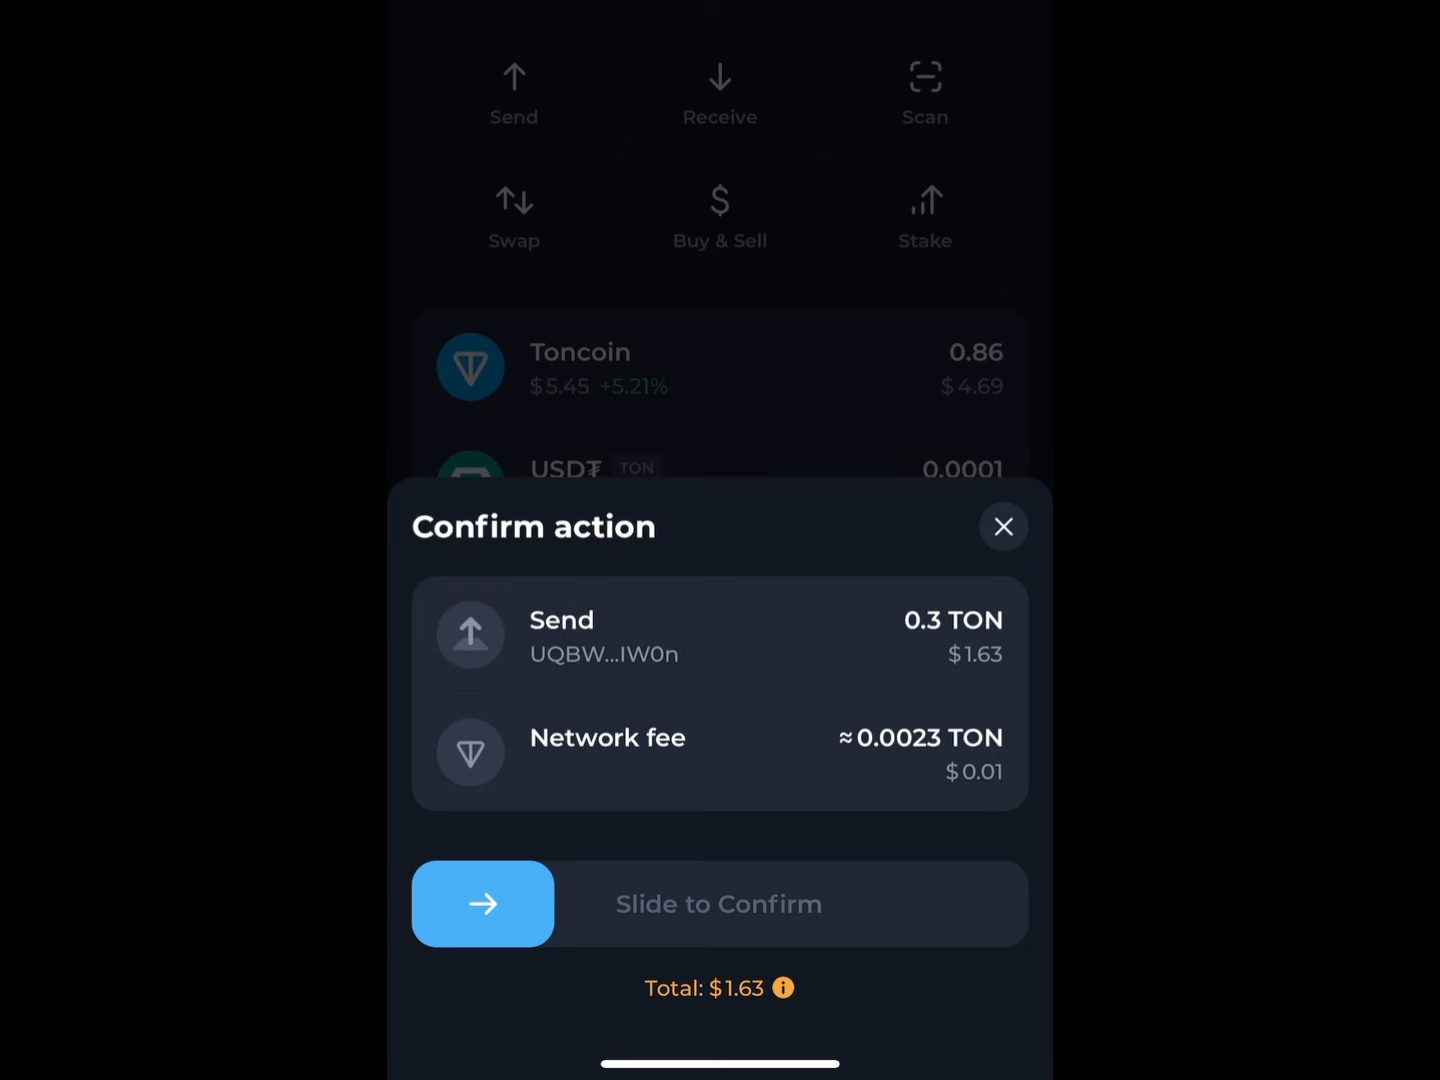 Send
Receive
Scan
Swap
Buy & Sell
Stake
Toncoin
0.86
$5.45 +5.21%
$4.69
USD₮ TON
0.0001
Confirm action
Send
0.3 TON
UQBW...IW0n
$1.63
Network fee
≈0.0023 TON
$0.01
Slide to Confirm
Total: $1.63